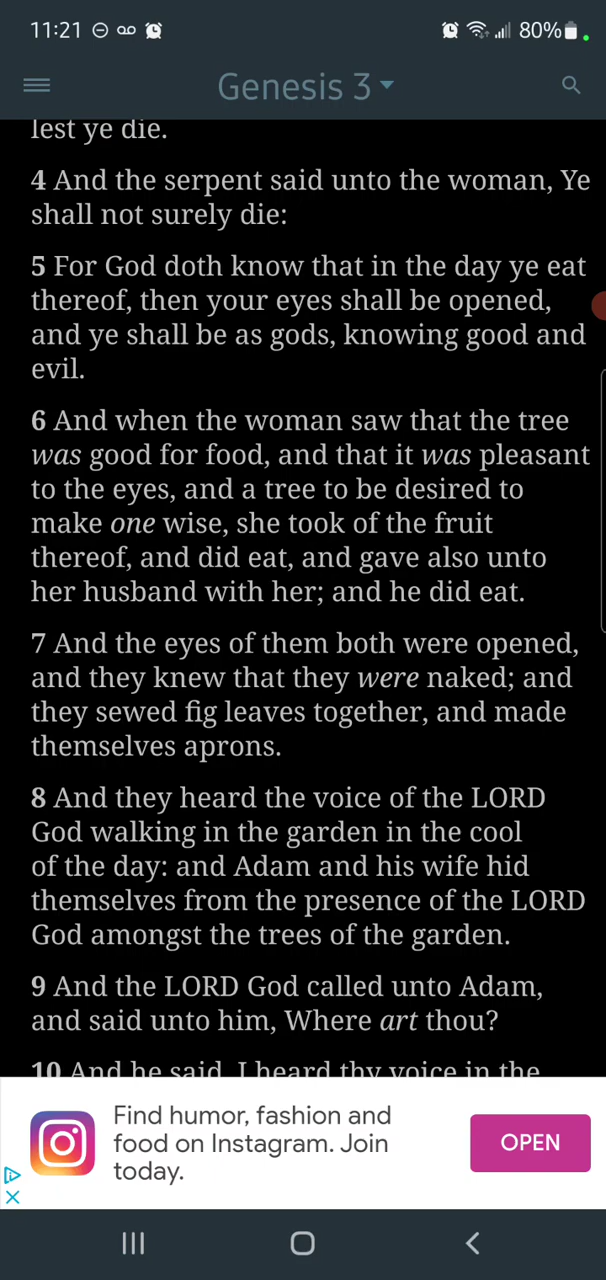 11:21
80%
Genesis 3
lest ye die.
4 And the serpent said unto the woman, Ye
shall not surely die:
5 For God doth know that in the day ye eat
thereof, then your eyes shall be opened,
and ye shall be as gods, knowing good and
evil.
6 And when the woman saw that the tree
was good for food, and that it was pleasant
to the eyes, and a tree to be desired to
make one wise, she took of the fruit
thereof, and did eat, and gave also unto
her husband with her; and he did eat.
7 And the eyes of them both were opened,
and they knew that they were naked; and
they sewed fig leaves together, and made
themselves aprons.
8 And they heard the voice of the LORD
God walking in the garden in the cool
of the day: and Adam and his wife hid
themselves from the presence of the LORD
God amongst the trees of the garden.
9 And the LORD God called unto Adam,
and said unto him, Where art thou?
10 And he said, I heard thy voice in the
Find humor, fashion and
food on Instagram. Join
today.
OPEN